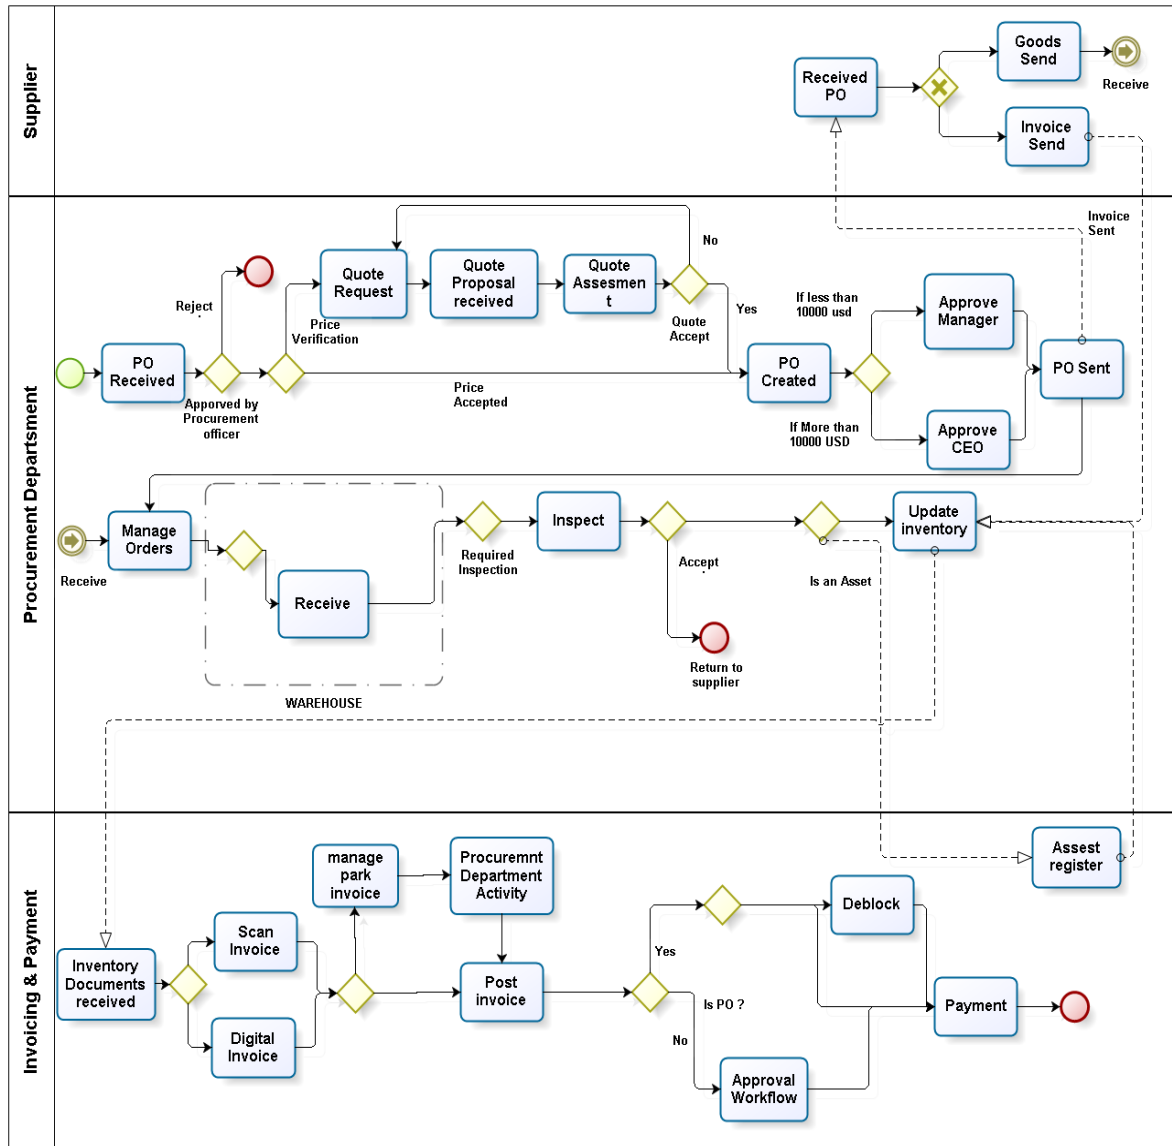 Supplier
Received
PO
Goods
Send
Receive
Invoice
Send
Procurement Departsment
Invoice
Sent
No
Reject
.
Quote
Request
Quote
Proposal
received
Quote
Assesmen
t
Price
Verification
Quote
Accept
Yes
If less than
10000 usd
Approve
Manager
PO
Received
Apporved by
Procurement
officer
Price
Accepted
PO
Created
PO Sent
If More than
10000 USD
Approve
CEO
Receive
Manage
Orders
Receive
WAREHOUSE
Required
Inspection
Inspect
Accept
.
Return to
supplier
Is an Asset
Update
inventory
Invoicing & Payment
Assest
register
manage
park
invoice
Procuremnt
Department
Activity
Inventory
Documents
received
Scan
Invoice
Digital
Invoice
Post
invoice
Yes
Is PO ?
No
Deblock
Approval
Workflow
Payment